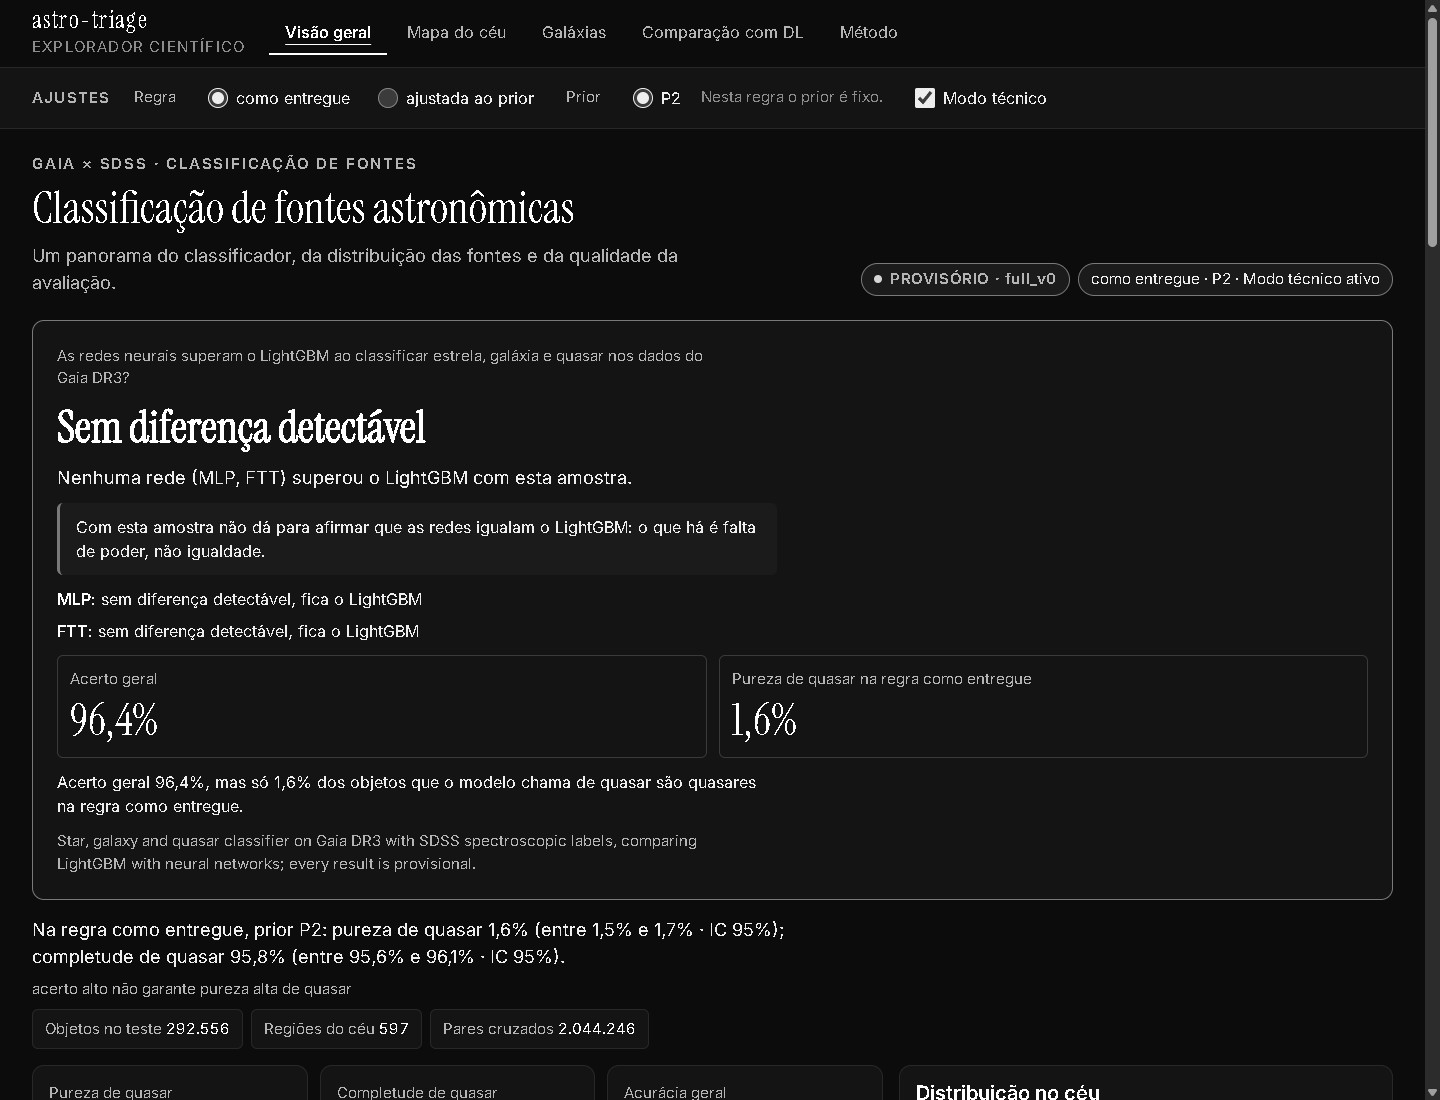 astro-triage
EXPLORADOR CIENTÍFICO
Visão geral
Mapa do céu
Galáxias
Comparação com DL
Método
AJUSTES
Regra
como entregue
ajustada ao prior
Prior
P2
Nesta regra o prior é fixo.
Modo técnico
GAIA × SDSS · CLASSIFICAÇÃO DE FONTES
Classificação de fontes astronômicas
Um panorama do classificador, da distribuição das fontes e da qualidade da
avaliação.
PROVISÓRIO · full_v0
como entregue · P2 · Modo técnico ativo
As redes neurais superam o LightGBM ao classificar estrela, galáxia e quasar nos dados do
Gaia DR3?
Sem diferença detectável
Nenhuma rede (MLP, FTT) superou o LightGBM com esta amostra.
Com esta amostra não dá para afirmar que as redes igualam o LightGBM: o que há é falta
de poder, não igualdade.
MLP: sem diferença detectável, fica o LightGBM
FTT: sem diferença detectável, fica o LightGBM
Acerto geral
96,4%
Pureza de quasar na regra como entregue
1,6%
Acerto geral 96,4%, mas só 1,6% dos objetos que o modelo chama de quasar são quasares
na regra como entregue.
Star, galaxy and quasar classifier on Gaia DR3 with SDSS spectroscopic labels, comparing
LightGBM with neural networks; every result is provisional.
Na regra como entregue, prior P2: pureza de quasar 1,6% (entre 1,5% e 1,7% · IC 95%);
completude de quasar 95,8% (entre 95,6% e 96,1% · IC 95%).
acerto alto não garante pureza alta de quasar
Objetos no teste 292.556
Regiões do céu 597
Pares cruzados 2.044.246
Pureza de quasar
Completude de quasar
Acurácia geral
Distribuição no céu